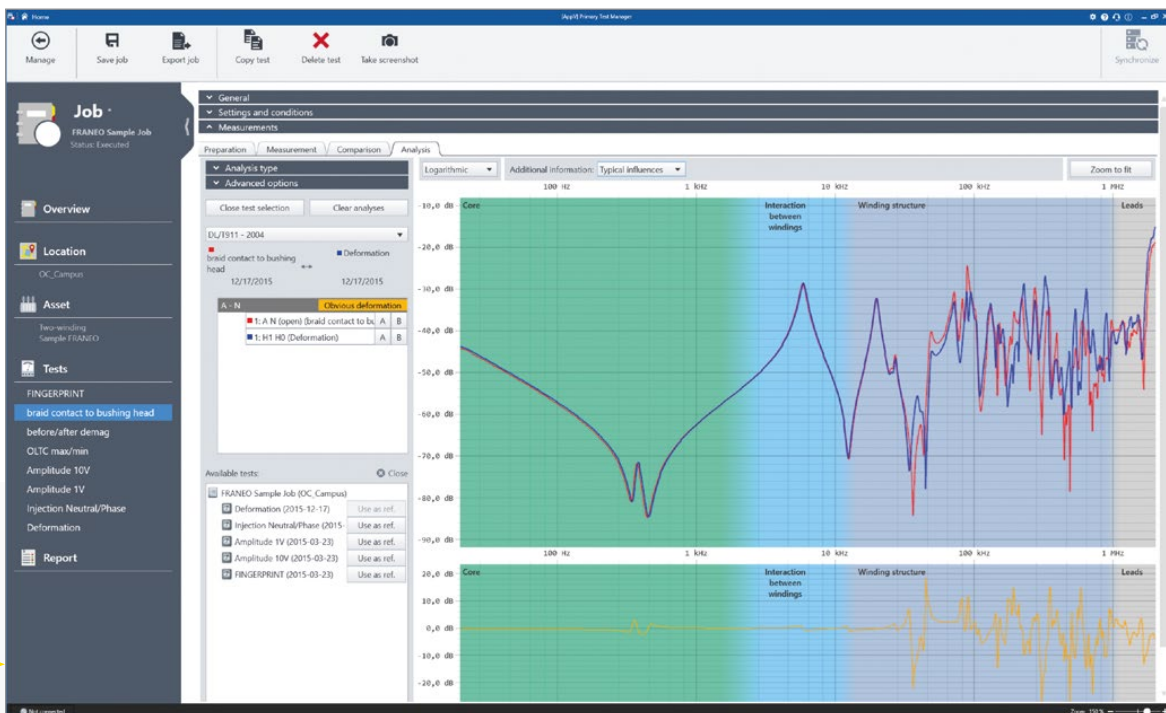 Home
[AppV] Primary Test Manager
Manage
Save job
Export job
Copy test
Delete test
Take screenshot
Synchronize
Job
FRANEO Sample Job
Status: Executed
Overview
Location
OC_Campus
Asset
Two-winding
Sample FRANEO
Tests
FINGERPRINT
braid contact to bushing head
before/after demag
OLTC max/min
Amplitude 10V
Amplitude 1V
Injection Neutral/Phase
Deformation
Report
Not connected
General
Settings and conditions
Measurements
Preparation
Measurement
Comparison
Analysis
Analysis type
Advanced options
Close test selection
Clear analyses
DL/T911 - 2004
braid contact to bushing
head
Deformation
12/17/2015
12/17/2015
A - N
Obvious deformation
1: A N (open) (braid contact to bu
A B
1: H1 H0 (Deformation)
A B
Available tests:
Close
FRANEO Sample Job (OC_Campus)
Deformation (2015-12-17)
Use as ref.
Injection Neutral/Phase (2015-
Use as ref.
Amplitude 1V (2015-03-23)
Use as ref.
Amplitude 10V (2015-03-23)
Use as ref.
FINGERPRINT (2015-03-23)
Use as ref.
Logarithmic
Additional information:
Typical influences
Zoom to fit
100 Hz
1 kHz
10 kHz
100 kHz
1 MHz
-10,0 dB
-20,0 dB
-30,0 dB
-40,0 dB
-50,0 dB
-60,0 dB
-70,0 dB
-80,0 dB
-90,0 dB
Core
Interaction
between
windings
Winding structure
Leads
100 Hz
1 kHz
10 kHz
100 kHz
1 MHz
20,0 dB
10,0 dB
0,0 dB
-10,0 dB
-20,0 dB
Core
Interaction
between
windings
Winding structure
Leads
Zoom: 150 %